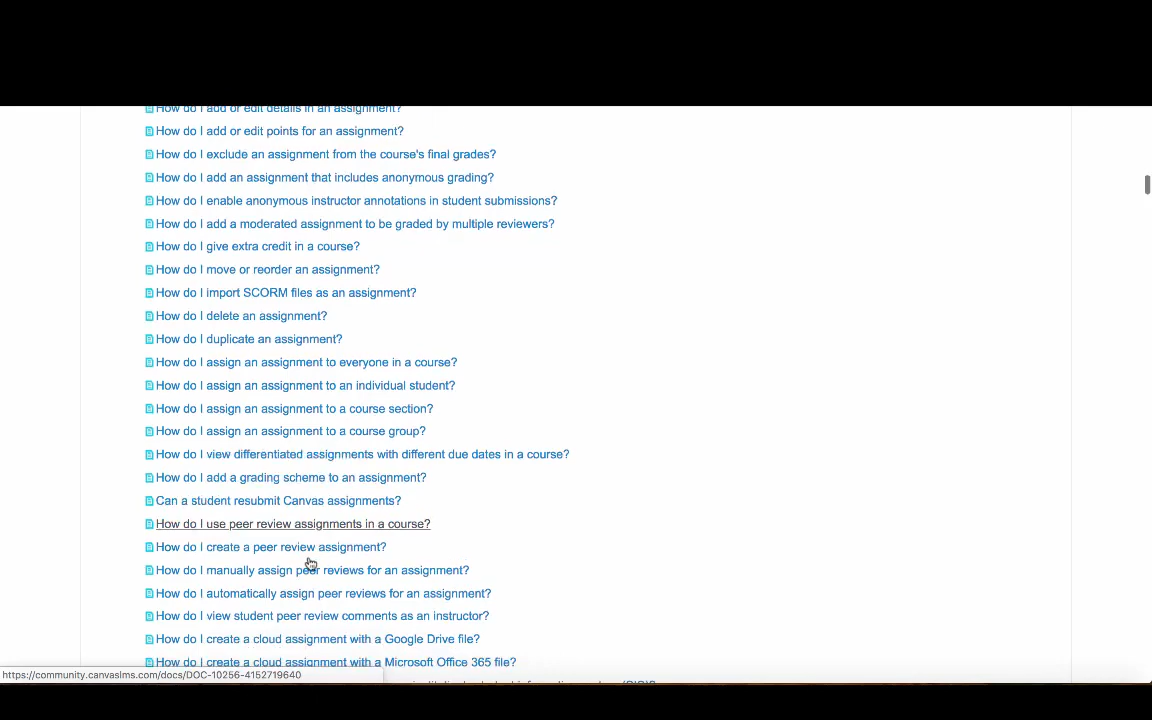 How do I add or edit details in an assignment?
How do I add or edit points for an assignment?
How do I exclude an assignment from the course's final grades?
How do I add an assignment that includes anonymous grading?
How do I enable anonymous instructor annotations in student submissions?
How do I add a moderated assignment to be graded by multiple reviewers?
How do I give extra credit in a course?
How do I move or reorder an assignment?
How do I import SCORM files as an assignment?
How do I delete an assignment?
How do I duplicate an assignment?
How do I assign an assignment to everyone in a course?
How do I assign an assignment to an individual student?
How do I assign an assignment to a course section?
How do I assign an assignment to a course group?
How do I view differentiated assignments with different due dates in a course?
How do I add a grading scheme to an assignment?
Can a student resubmit Canvas assignments?
How do I use peer review assignments in a course?
How do I create a peer review assignment?
How do I manually assign peer reviews for an assignment?
How do I automatically assign peer reviews for an assignment?
How do I view student peer review comments as an instructor?
How do I create a cloud assignment with a Google Drive file?
How do I create a cloud assignment with a Microsoft Office 365 file?
https://community.canvaslms.com/docs/DOC-10256-4152719640